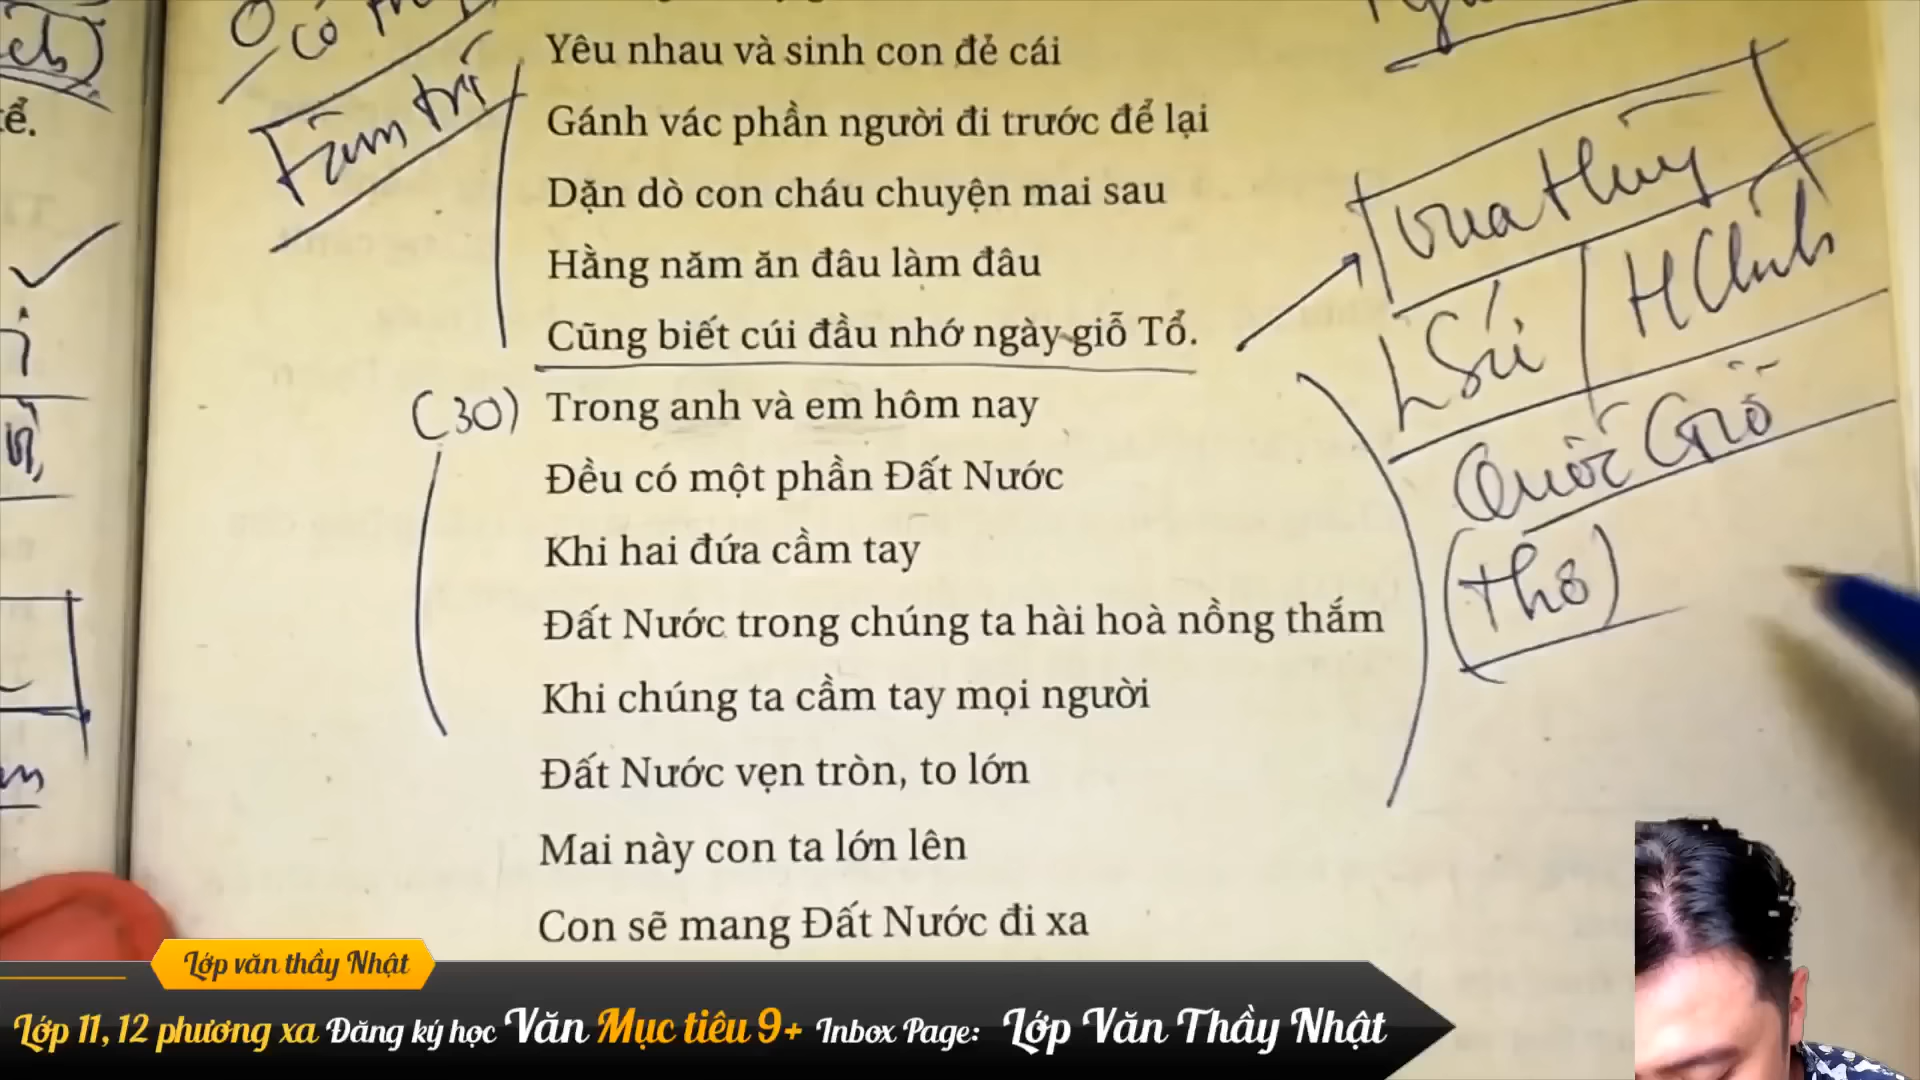 có
Tâm trí
Yêu nhau và sinh con đẻ cái
Gánh vác phần người đi trước để lại
Dặn dò con cháu chuyện mai sau
Hằng năm ăn đâu làm đâu
Cũng biết cúi đầu nhớ ngày giỗ Tổ.
(30) Trong anh và em hôm nay
Đều có một phần Đất Nước
Khi hai đứa cầm tay
Đất Nước trong chúng ta hài hoà nồng thắm
Khi chúng ta cầm tay mọi người
Đất Nước vẹn tròn, to lớn
Mai này con ta lớn lên
Con sẽ mang Đất Nước đi xa
vua Hùng
LSử
Quốc Giỗ
Lớp văn thầy Nhật
Lớp 11, 12 phương xa Đăng ký học Văn Mục tiêu 9+ Inbox Page: Lớp Văn Thầy Nhật